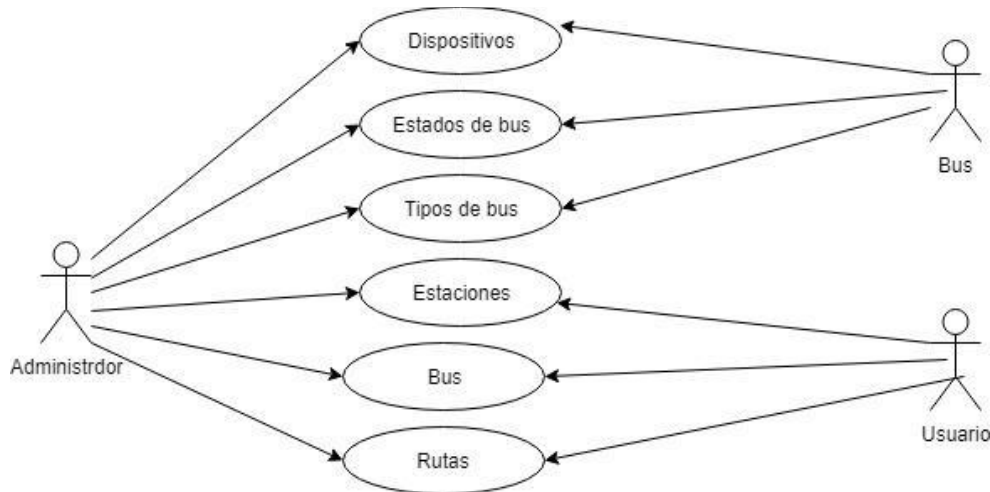 Dispositivos
Estados de bus
Bus
Tipos de bus
Estaciones
Administrdor
Bus
Usuario
Rutas